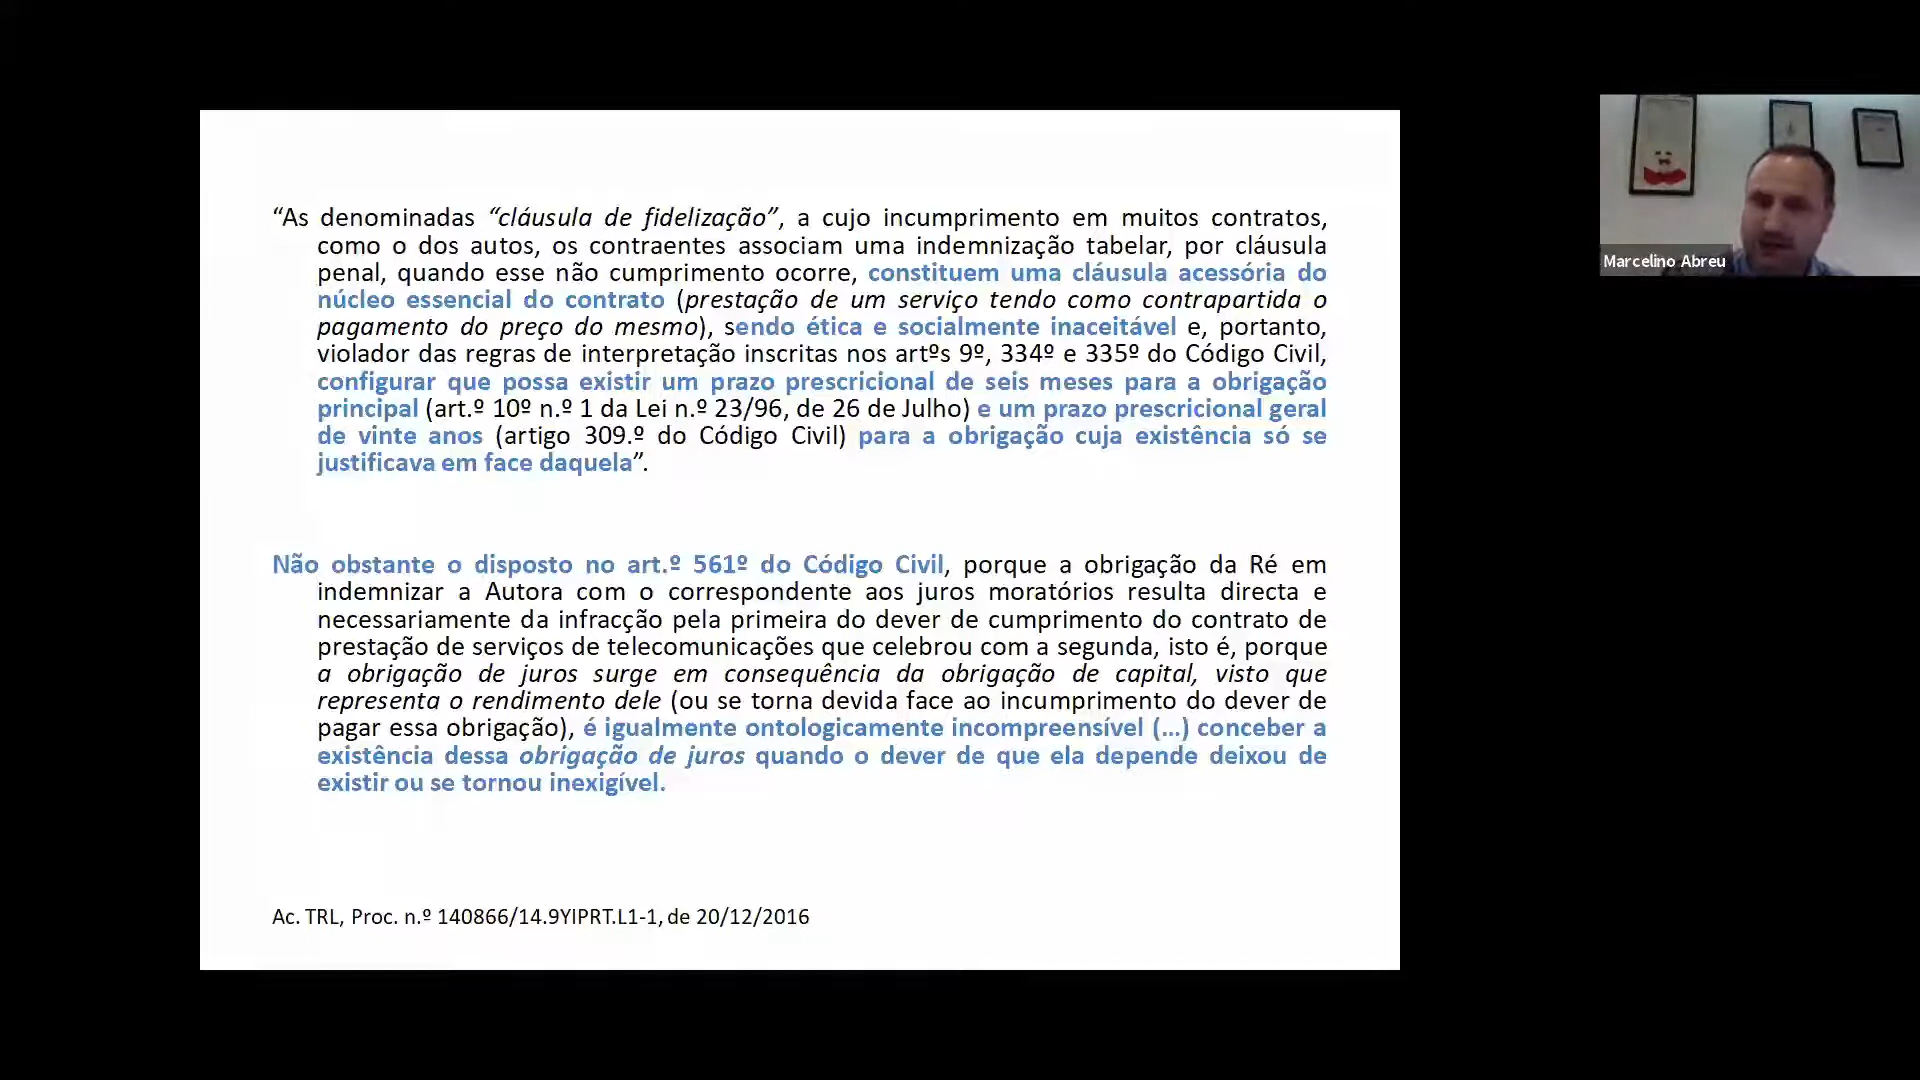 “As denominadas “cláusula de fidelização”, a cujo incumprimento em muitos contratos,
como o dos autos, os contraentes associam uma indemnização tabelar, por cláusula
penal, quando esse não cumprimento ocorre, constituem uma cláusula acessória do
núcleo essencial do contrato (prestação de um serviço tendo como contrapartida o
pagamento do preço do mesmo), sendo ética e socialmente inaceitável e, portanto,
violador das regras de interpretação inscritas nos artºs 9º, 334º e 335º do Código Civil,
configurar que possa existir um prazo prescricional de seis meses para a obrigação
principal (art.º 10º n.º 1 da Lei n.º 23/96, de 26 de Julho) e um prazo prescricional geral
de vinte anos (artigo 309.º do Código Civil) para a obrigação cuja existência só se
justificava em face daquela”.
Não obstante o disposto no art.º 561º do Código Civil, porque a obrigação da Ré em
indemnizar a Autora com o correspondente aos juros moratórios resulta directa e
necessariamente da infracção pela primeira do dever de cumprimento do contrato de
prestação de serviços de telecomunicações que celebrou com a segunda, isto é, porque
a obrigação de juros surge em consequência da obrigação de capital, visto que
representa o rendimento dele (ou se torna devida face ao incumprimento do dever de
pagar essa obrigação), é igualmente ontologicamente incompreensível (...) conceber a
existência dessa obrigação de juros quando o dever de que ela depende deixou de
existir ou se tornou inexigível.
Ac. TRL, Proc. n.º 140866/14.9YIPRT.L1-1, de 20/12/2016
Marcelino Abreu